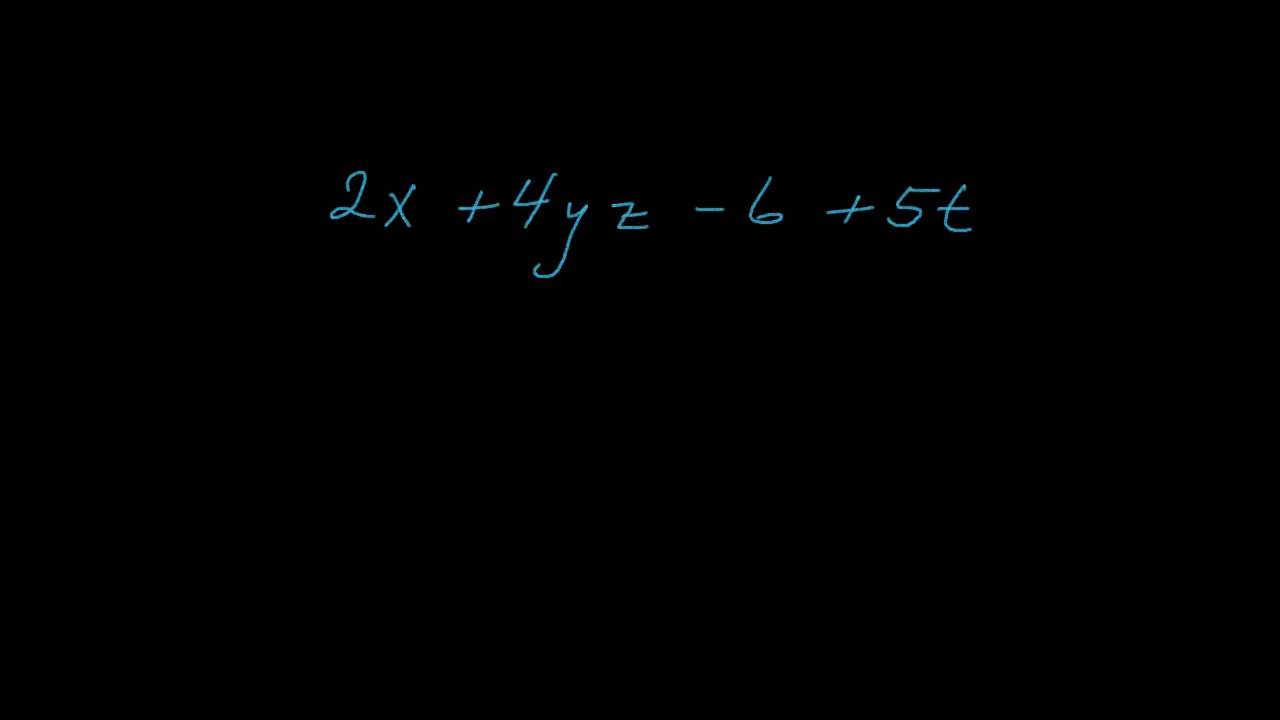 2x + 4yz - 6 + 5t